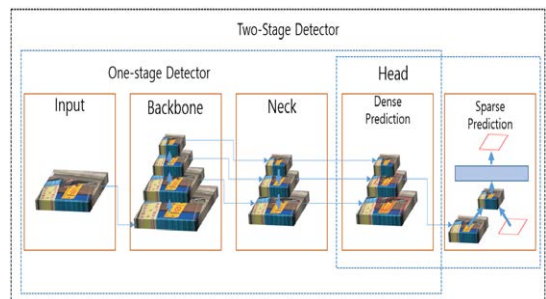 Two-Stage Detector
One-stage Detector
Head
Input
Backbone
Neck
Dense
Prediction
Sparse
Prediction